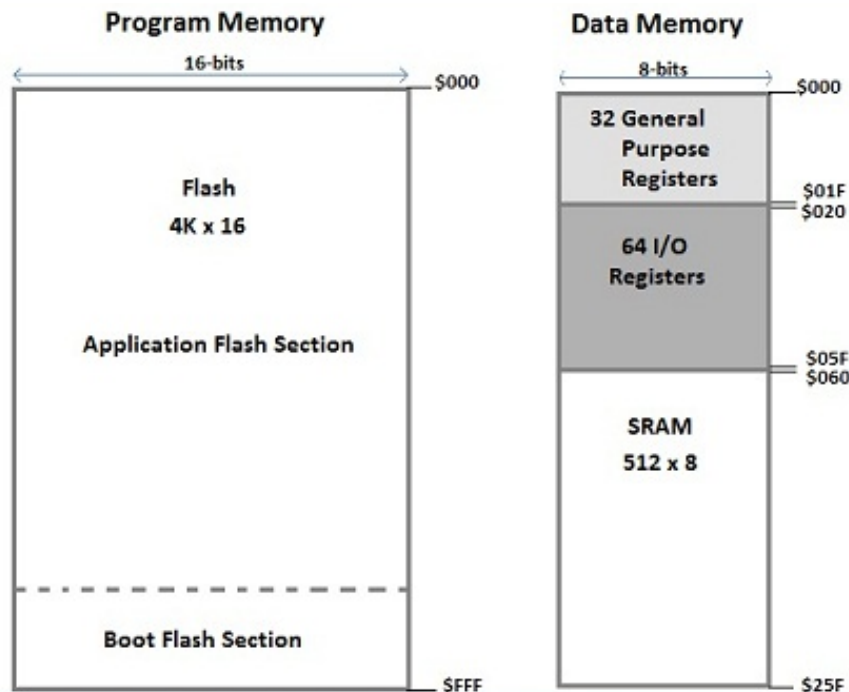 Program Memory
16-bits
$000
Flash
4K x 16
Application Flash Section
Boot Flash Section
$FFF
Data Memory
8-bits
$000
32 General
Purpose
Registers
$01F
$020
64 I/O
Registers
$05F
$060
SRAM
512 x 8
$25F